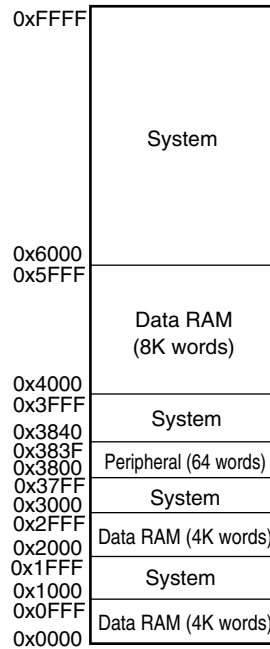 0xFFFF
System
0x6000
0x5FFF
Data RAM
(8K words)
0x4000
0x3FFF
System
0x3840
0x383F
Peripheral (64 words)
0x3800
0x37FF
System
0x3000
0x2FFF
Data RAM (4K words)
0x2000
0x1FFF
System
0x1000
0x0FFF
Data RAM (4K words)
0x0000